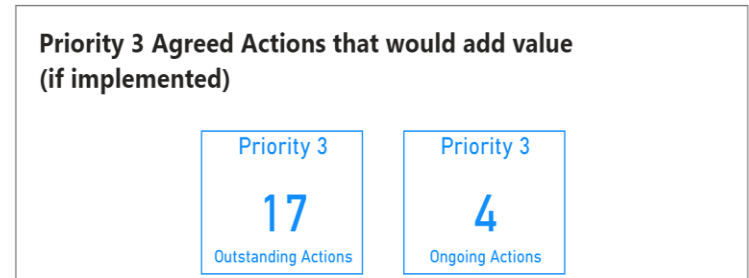 Priority 3 Agreed Actions that would add value
(if implemented)
Priority 3
17
Outstanding Actions
Priority 3
4
Ongoing Actions